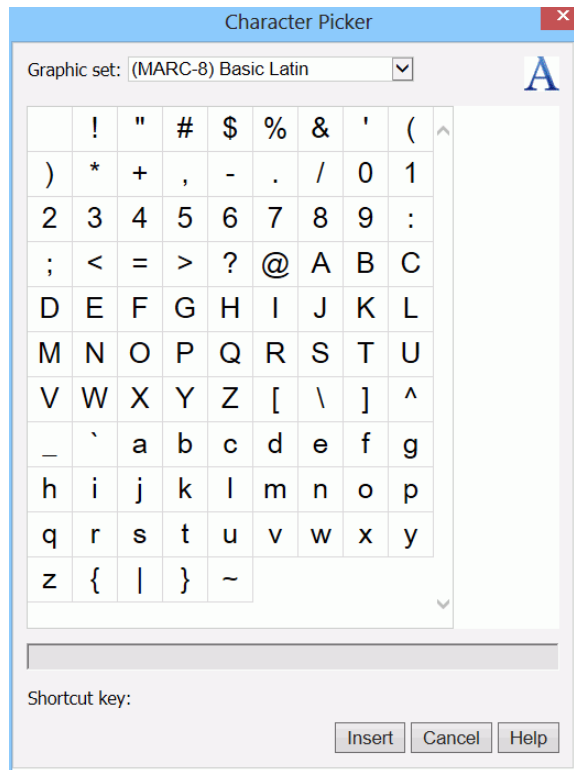 Character Picker
Graphic set: (MARC-8) Basic Latin
A
! " # $ % & ' (
) * + , - . / 0 1
2 3 4 5 6 7 8 9 :
; < = > ? @ A B C
D E F G H I J K L
M N O P Q R S T U
V W X Y Z [ \ ] ^
_ ` a b c d e f g
h i j k l m n o p
q r s t u v w x y
z { | } ~
Shortcut key:
Insert Cancel Help